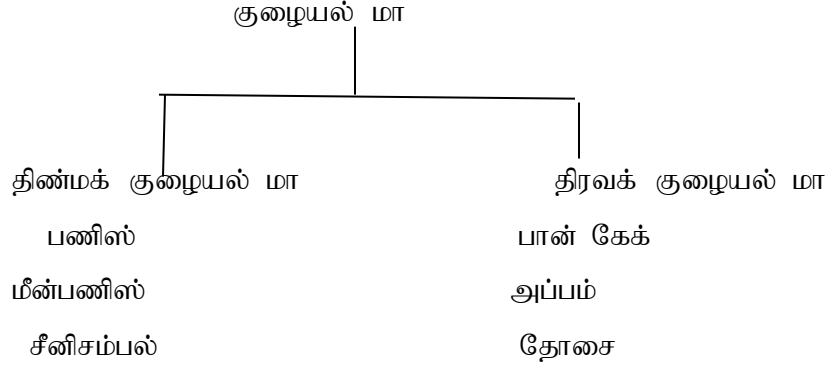 குழையல் மா
திண்மக் குழையல் மா திரவக் குழையல் மா
பணிஸ் பான் கேக்
மீன்பணிஸ் அப்பம்
சீனிசம்பல் தோசை